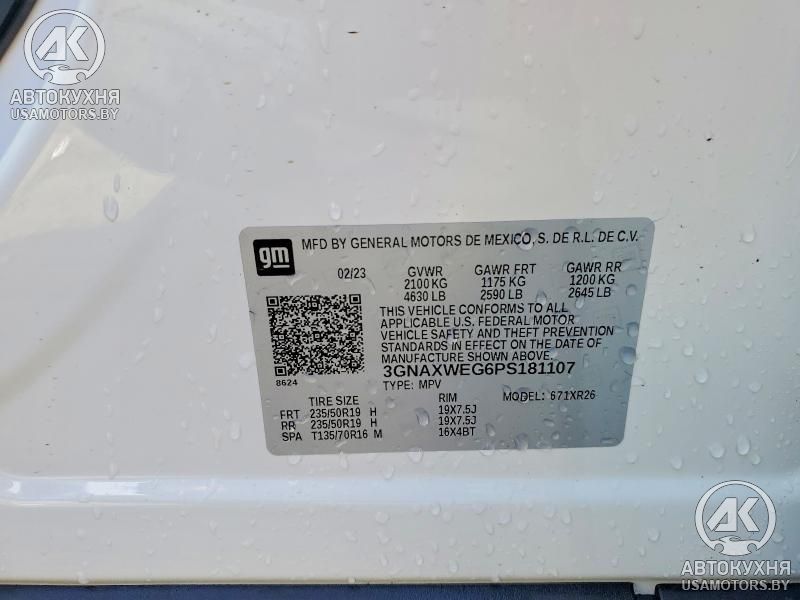 AK
АВТОКУХНЯ
USAMOTORS.BY
gm
MFD BY GENERAL MOTORS DE MEXICO, S. DE R.L. DE C.V.
02/23 GVWR GAWR FRT GAWR RR
2100 KG 1175 KG 1200 KG
4630 LB 2590 LB 2645 LB
THIS VEHICLE CONFORMS TO ALL
APPLICABLE U.S. FEDERAL MOTOR
VEHICLE SAFETY AND THEFT PREVENTION
STANDARDS IN EFFECT ON THE DATE OF
MANUFACTURE SHOWN ABOVE.
8624
3GNAXWEG6PS181107
TYPE: MPV MODEL: 671XR26
TIRE SIZE RIM
FRT 235/50R19 H 19X7.5J
RR 235/50R19 H 19X7.5J
SPA T135/70R16 M 16X4BT
AK
АВТОКУХНЯ
USAMOTORS.BY